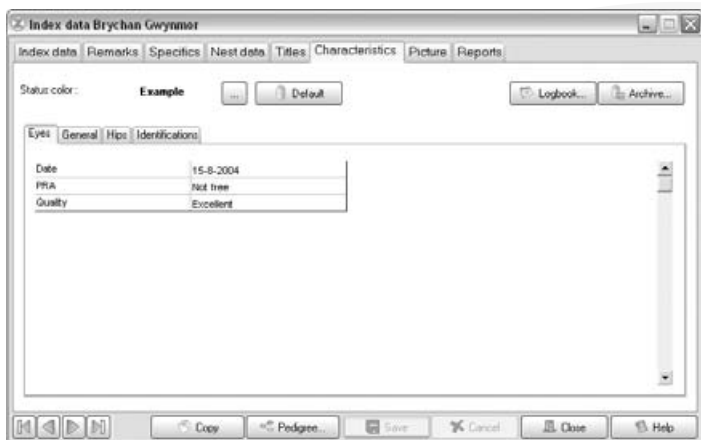 Index data Brychan Gwynmor
Index data Remarks Specifics Nest data Titles Characteristics Picture Reports
Status color : Example ... Default Logbook... Archive...
Eyes General Hips Identifications
Date 15-8-2004
PRA Not free
Quality Excellent
Copy Pedigree... Save Cancel Close Help